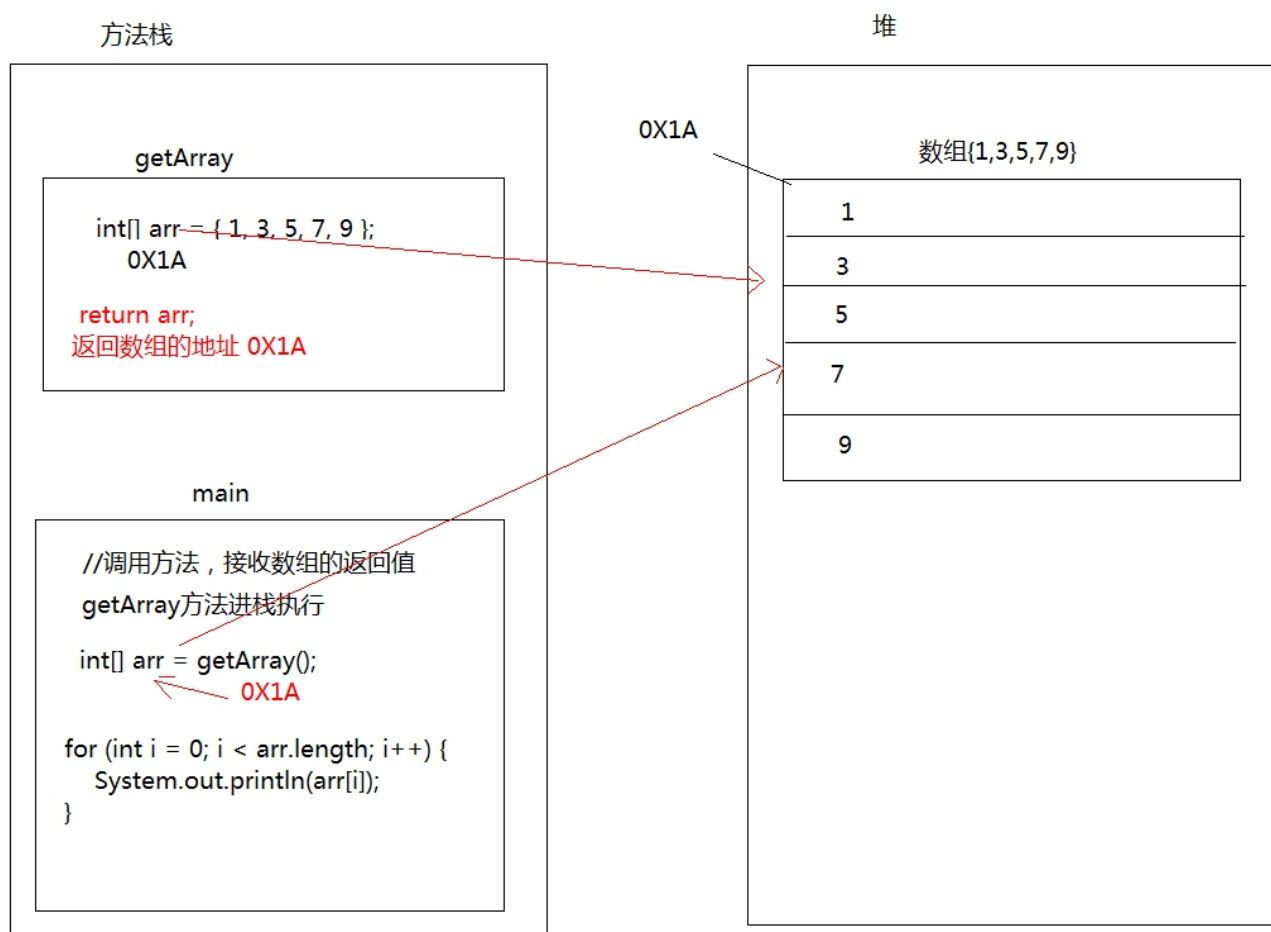 方法栈
getArray
int[] arr = { 1, 3, 5, 7, 9 };
0X1A
return arr;
返回数组的地址 0X1A
main
//调用方法，接收数组的返回值
getArray方法进栈执行
int[] arr = getArray();
0X1A
for (int i = 0; i < arr.length; i++) {
System.out.println(arr[i]);
}
堆
0X1A
数组{1,3,5,7,9}
1
3
5
7
9